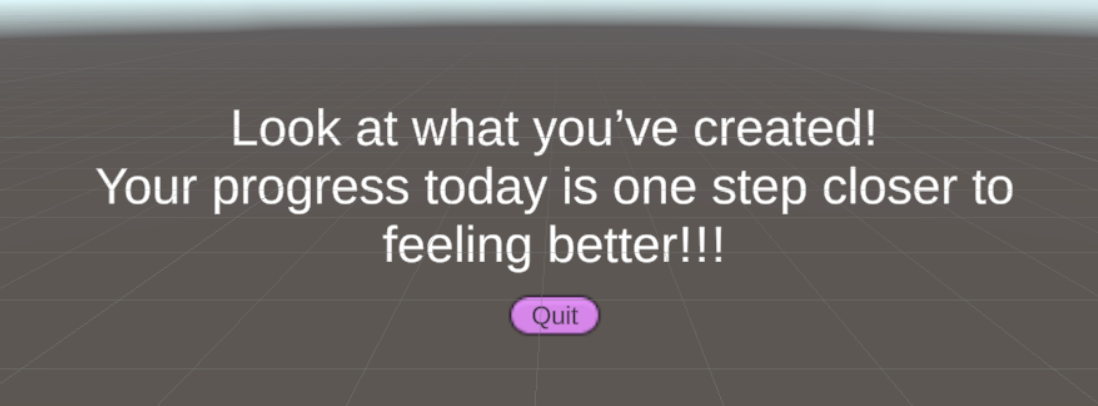 Look at what you’ve created!
Your progress today is one step closer to
feeling better!!!
Quit